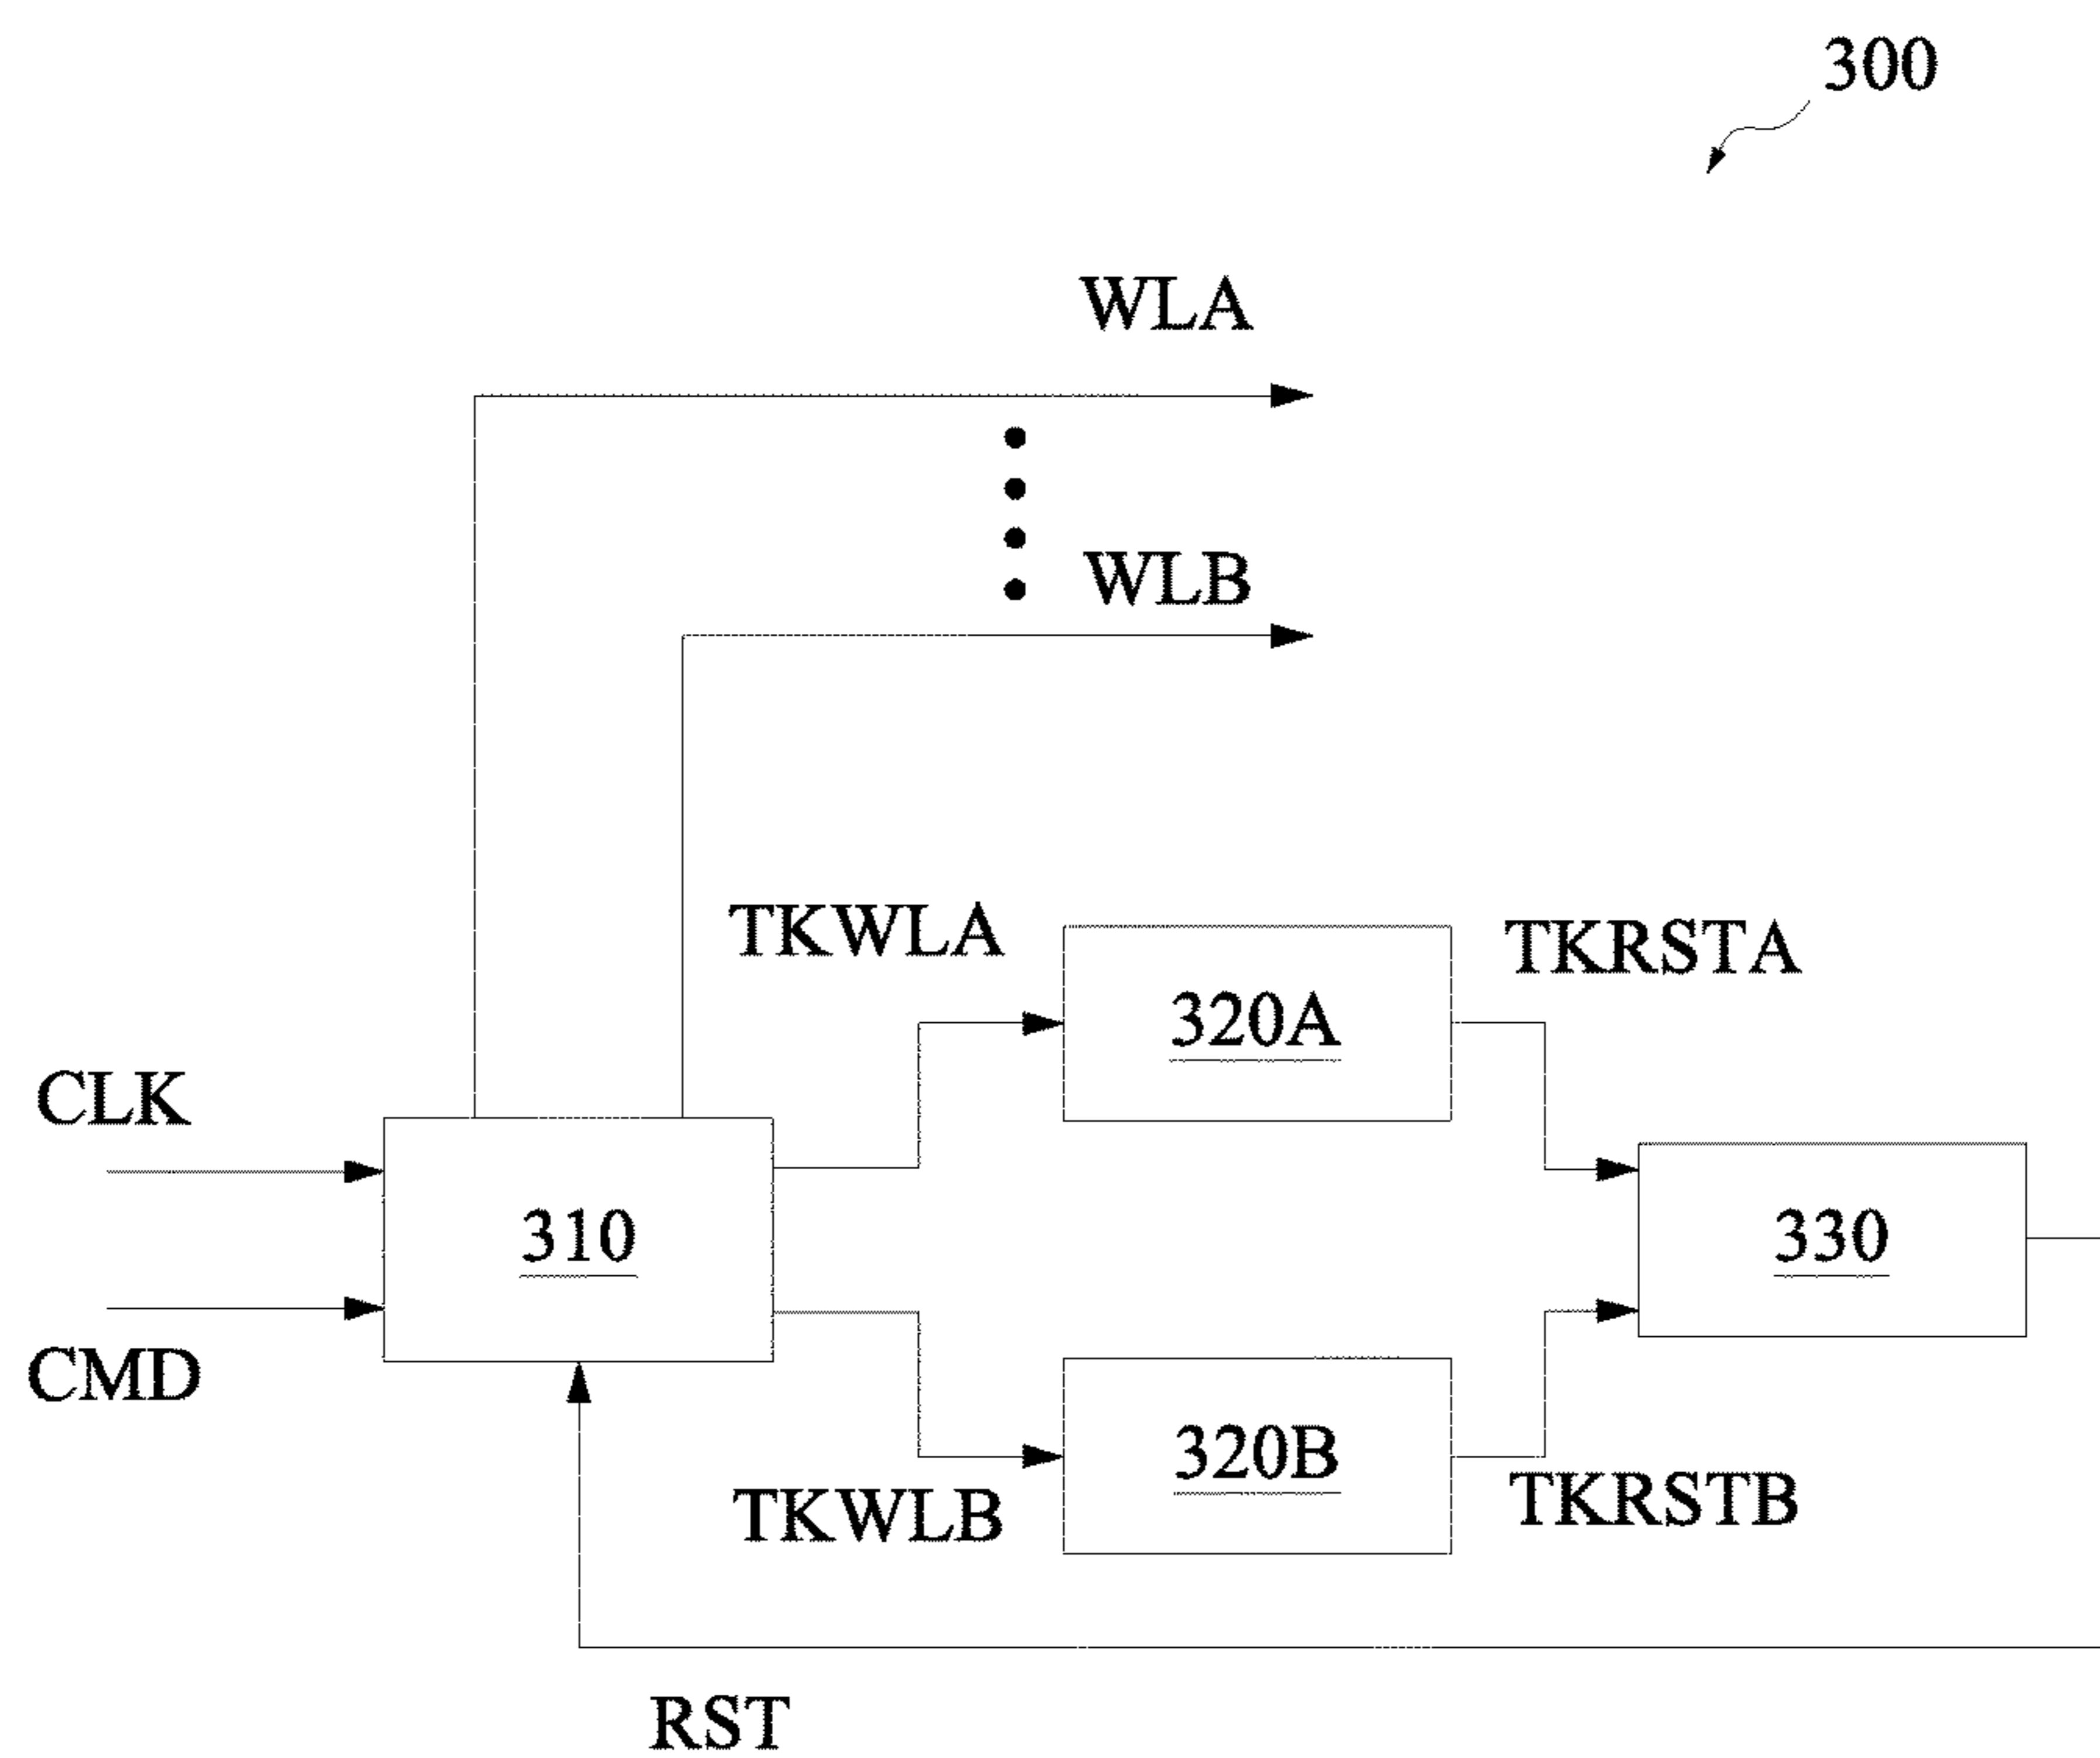 300
WLA
WLB
TKWLA
320A
TKRSTA
CLK
310
330
CMD
320B
TKWLB
TKRSTB
RST